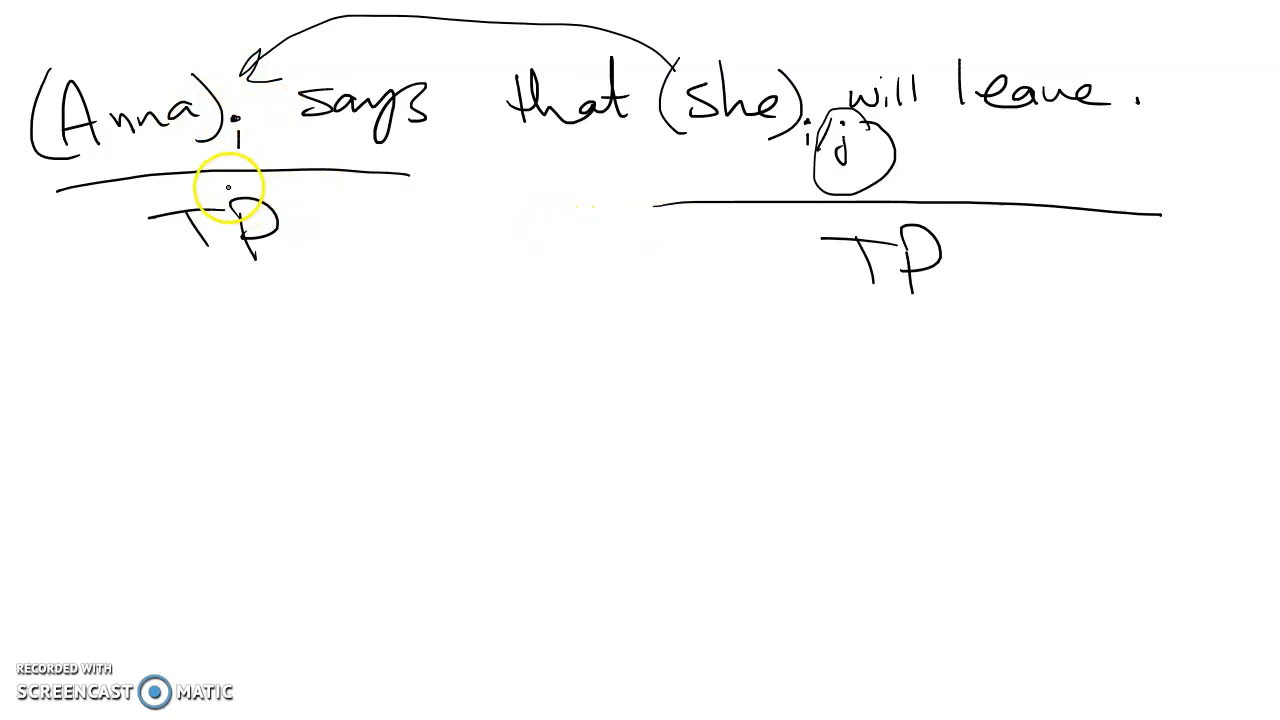 (Anna)i says that (she)i j will leave.
TP TP
RECORDED WITH
SCREENCAST MATIC